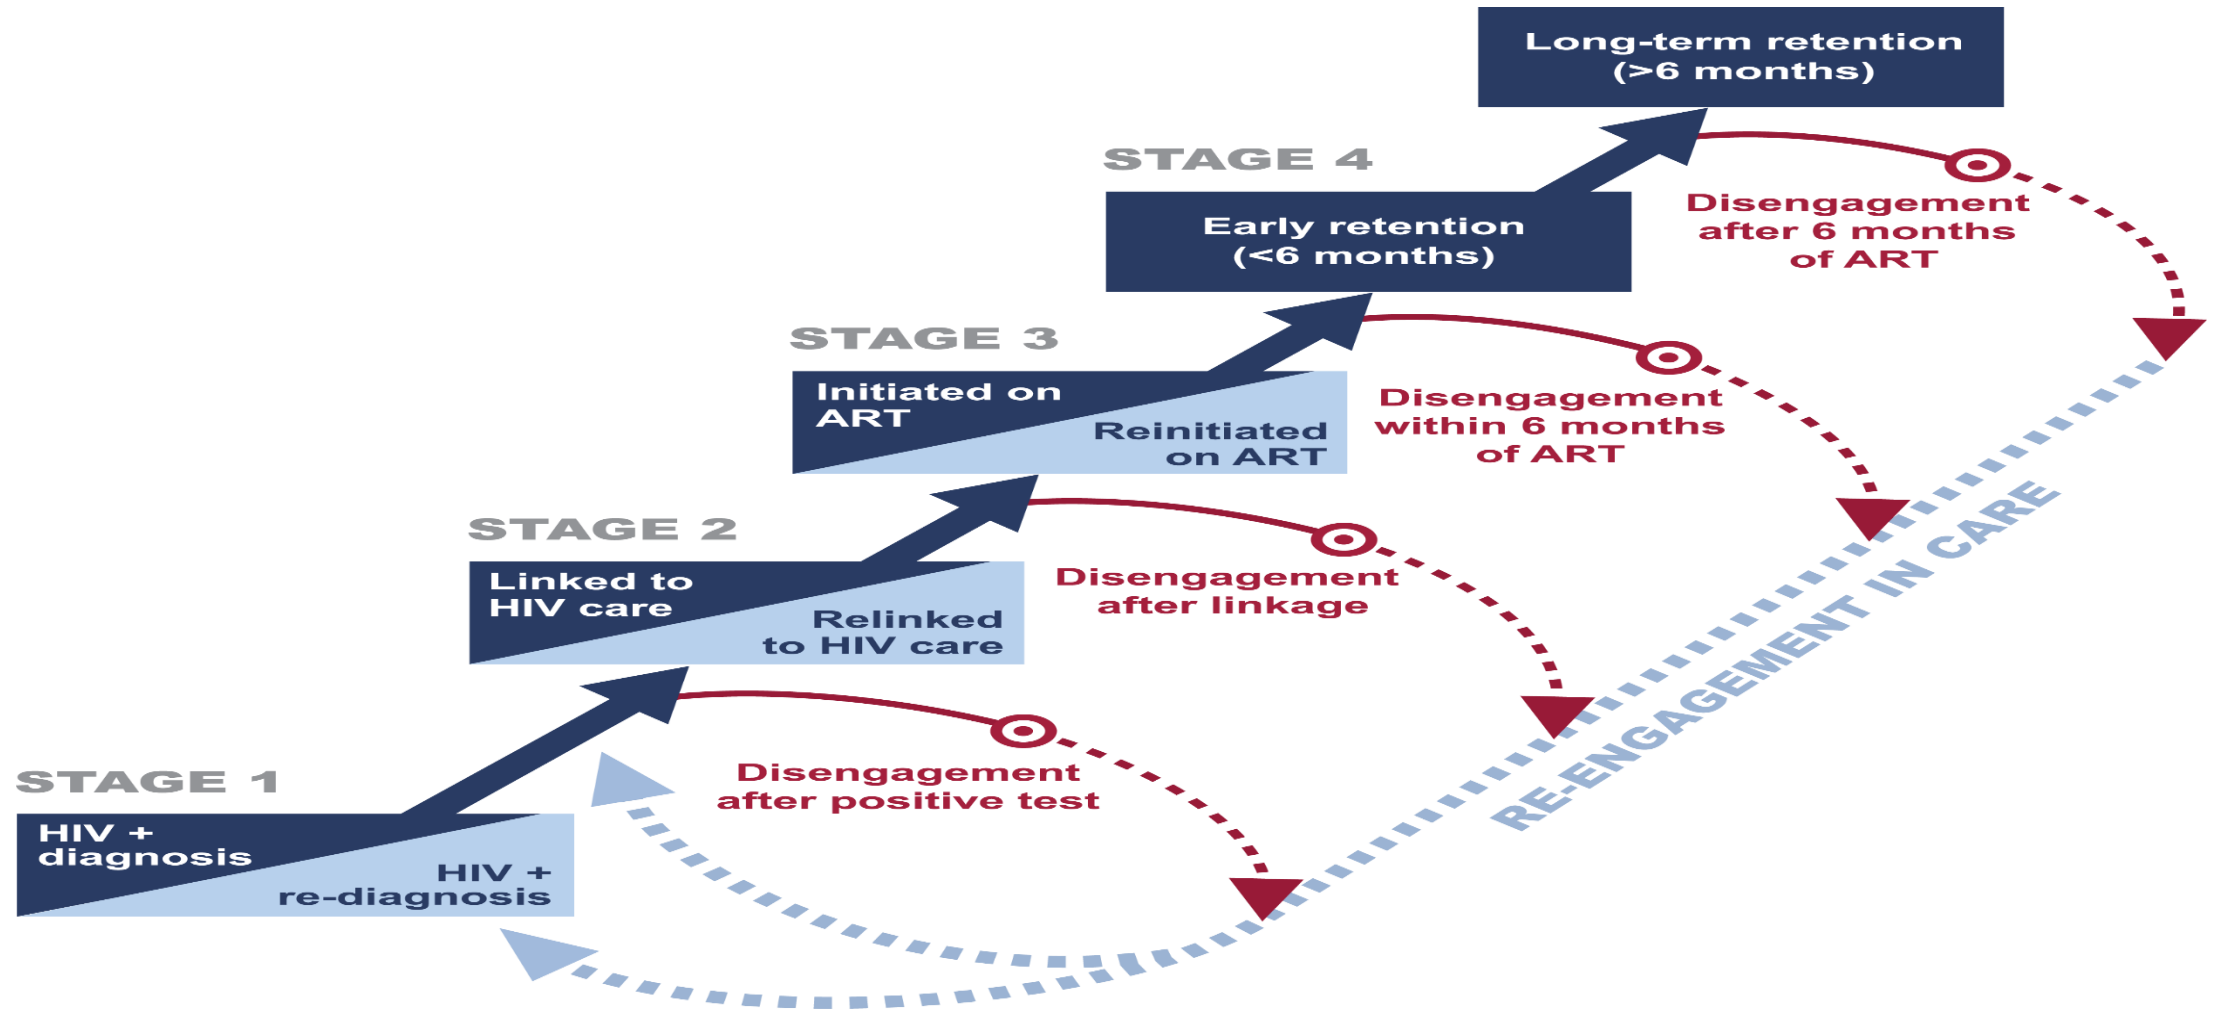 Long-term retention
(>6 months)
STAGE 4
Early retention
(<6 months)
Disengagement
after 6 months
of ART
STAGE 3
Initiated on
ART
Reinitiated
on ART
Disengagement
within 6 months
of ART
STAGE 2
Linked to
HIV care
Relinked
to HIV care
Disengagement
after linkage
RE-ENGAGEMENT IN CARE
STAGE 1
HIV +
diagnosis
HIV +
re-diagnosis
Disengagement
after positive test